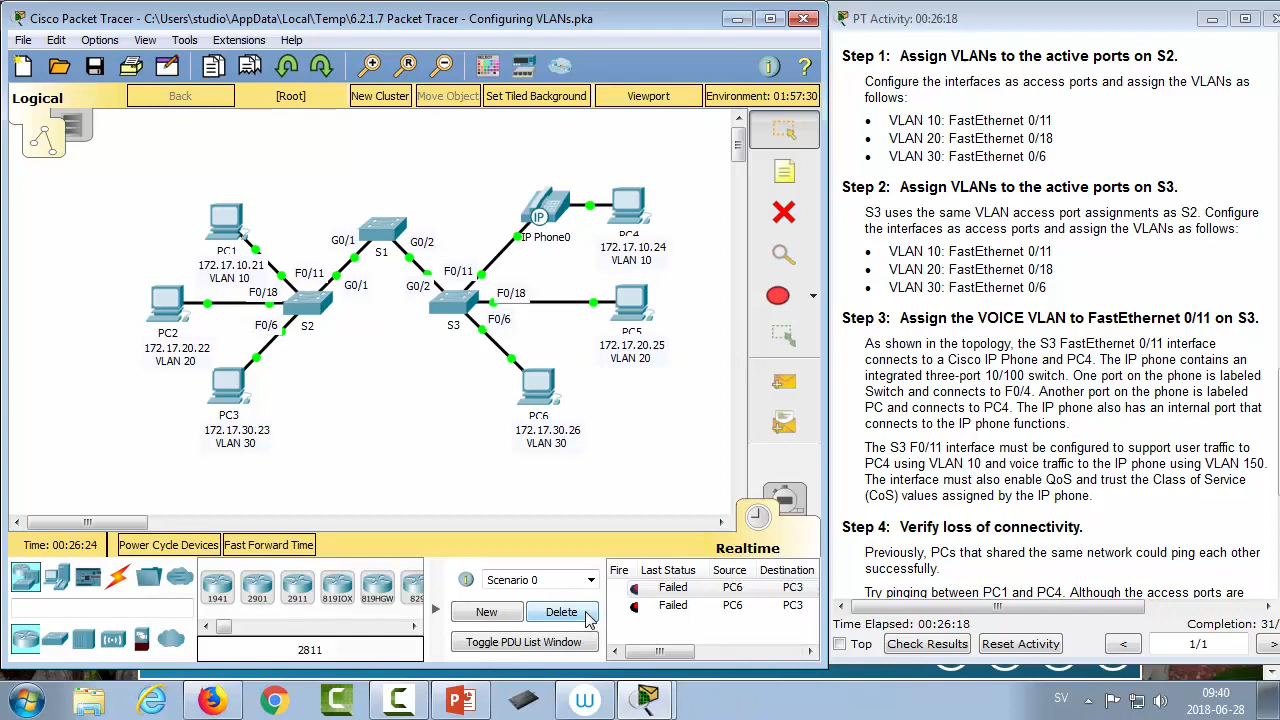 Cisco Packet Tracer - C:\Users\studio\AppData\Local\Temp\6.2.1.7 Packet Tracer - Configuring VLANs.pka
File Edit Options View Tools Extensions Help
Logical
Back
[Root]
New Cluster
Move Object
Set Tiled Background
Viewport
Environment: 01:57:30
PC1
172.17.10.21
VLAN 10
PC2
172.17.20.22
VLAN 20
PC3
172.17.30.23
VLAN 30
F0/11
F0/18
F0/6
S2
G0/1
G0/1
S1
G0/2
G0/2
F0/11
F0/18
F0/6
S3
IP
IP Phone0
PC4
172.17.10.24
VLAN 10
PC5
172.17.20.25
VLAN 20
PC6
172.17.30.26
VLAN 30
Time: 00:26:24
Power Cycle Devices
Fast Forward Time
Realtime
1941
2901
2911
819IOX
819HGW
829
2811
Scenario 0
New
Delete
Toggle PDU List Window
Fire Last Status Source Destination
Failed PC6 PC3
Failed PC6 PC3
PT Activity: 00:26:18
Step 1: Assign VLANs to the active ports on S2.
Configure the interfaces as access ports and assign the VLANs as
follows:
• VLAN 10: FastEthernet 0/11
• VLAN 20: FastEthernet 0/18
• VLAN 30: FastEthernet 0/6
Step 2: Assign VLANs to the active ports on S3.
S3 uses the same VLAN access port assignments as S2. Configure
the interfaces as access ports and assign the VLANs as follows:
• VLAN 10: FastEthernet 0/11
• VLAN 20: FastEthernet 0/18
• VLAN 30: FastEthernet 0/6
Step 3: Assign the VOICE VLAN to FastEthernet 0/11 on S3.
As shown in the topology, the S3 FastEthernet 0/11 interface
connects to a Cisco IP Phone and PC4. The IP phone contains an
integrated three-port 10/100 switch. One port on the phone is labeled
Switch and connects to F0/4. Another port on the phone is labeled
PC and connects to PC4. The IP phone also has an internal port that
connects to the IP phone functions.
The S3 F0/11 interface must be configured to support user traffic to
PC4 using VLAN 10 and voice traffic to the IP phone using VLAN 150.
The interface must also enable QoS and trust the Class of Service
(CoS) values assigned by the IP phone.
Step 4: Verify loss of connectivity.
Previously, PCs that shared the same network could ping each other
successfully.
Try pinging between PC1 and PC4. Although the access ports are
Time Elapsed: 00:26:18
Completion: 31/
Top
Check Results
Reset Activity
<
1/1
>
SV
09:40
2018-06-28